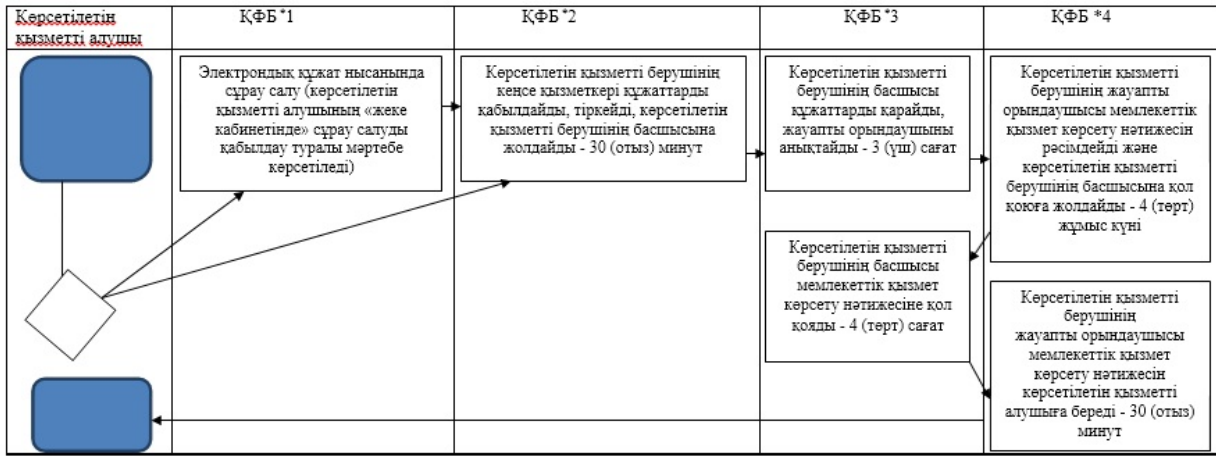 Көрсетілетін
қызметті алушы
ҚФБ *1
ҚФБ *2
ҚФБ *3
ҚФБ *4
Электрондық құжат нысанында
сұрау салу (көрсетілетін
қызметті алушының «жеке
кабинетінде» сұрау салуды
қабылдау туралы мәртебе
көрсетіледі)
Көрсетілетін қызметті берушінің
кеңсе қызметкері құжаттарды
қабылдайды, тіркейді, көрсетілетін
қызметті берушінің басшысына
жолдайды - 30 (отыз) минут
Көрсетілетін қызметті
берушінің басшысы
құжаттарды қарайды,
жауапты орындаушыны
анықтайды - 3 (үш) сағат
Көрсетілетін қызметті
берушінің жауапты
орындаушысы мемлекеттік
қызмет көрсету нәтижесін
рәсімдейді және
көрсетілетін қызметті
берушінің басшысына қол
қоюға жолдайды - 4 (төрт)
жұмыс күні
Көрсетілетін қызметті
берушінің басшысы
мемлекеттік қызмет
көрсету нәтижесіне қол
қояды - 4 (төрт) сағат
Көрсетілетін қызметті
берушінің
жауапты орындаушысы
мемлекеттік қызмет
көрсету нәтижесін
көрсетілетін қызметті
алушыға береді - 30 (отыз)
минут